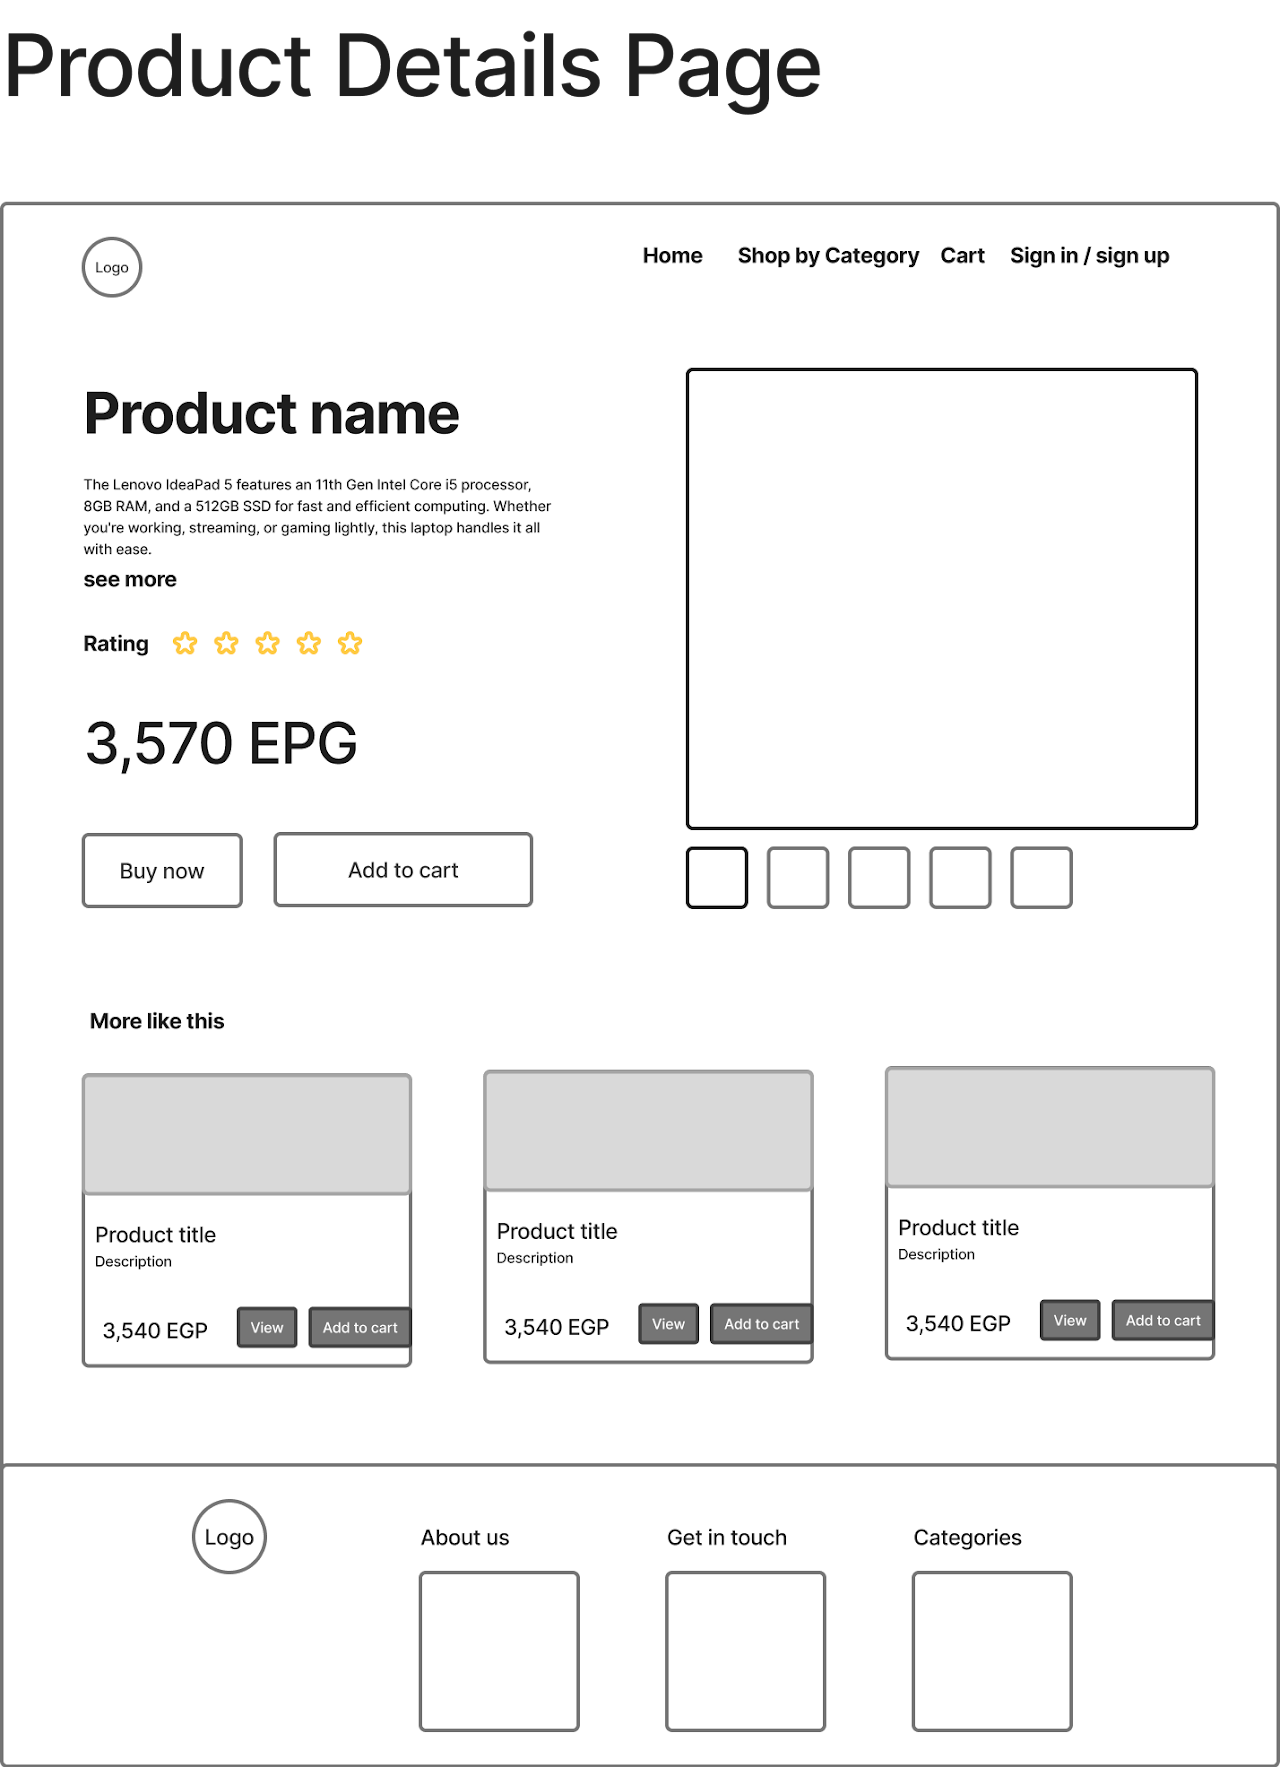 Product Details Page
Logo
Home
Shop by Category
Cart
Sign in / sign up
Product name
The Lenovo IdeaPad 5 features an 11th Gen Intel Core i5 processor,
8GB RAM, and a 512GB SSD for fast and efficient computing. Whether
you're working, streaming, or gaming lightly, this laptop handles it all
with ease.
see more
Rating
3,570 EPG
Buy now
Add to cart
More like this
Product title
Description
3,540 EGP
View
Add to cart
Product title
Description
3,540 EGP
View
Add to cart
Product title
Description
3,540 EGP
View
Add to cart
Logo
About us
Get in touch
Categories